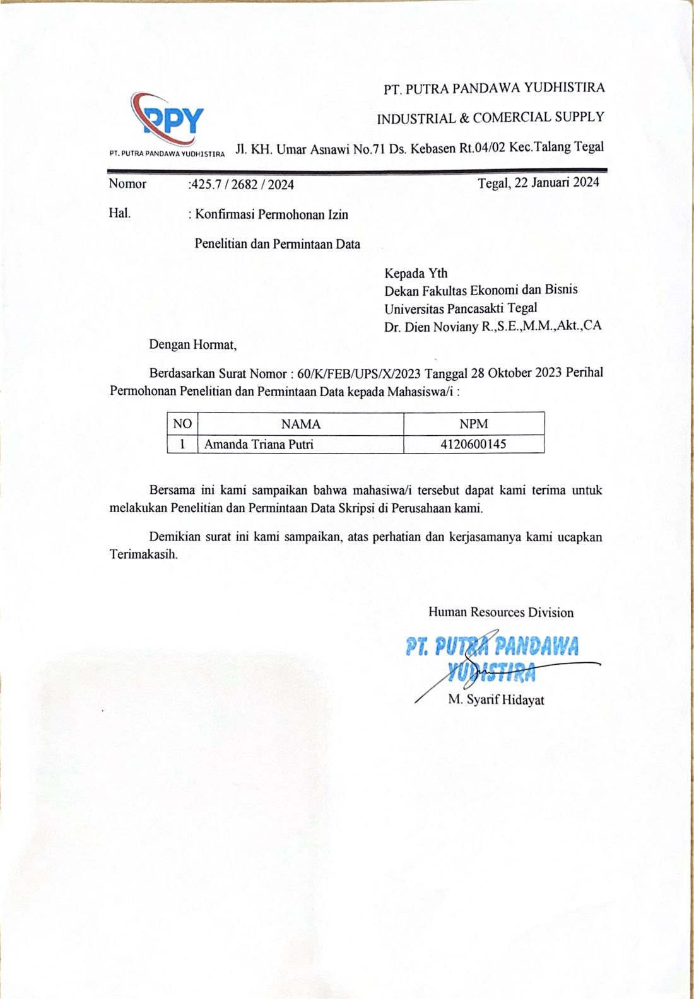 PT. PUTRA PANDAWA YUDHISTIRA
INDUSTRIAL & COMERCIAL SUPPLY
PPY
PT. PUTRA PANDAWA YUDHISTIRA
Jl. KH. Umar Asnawi No.71 Ds. Kebasen Rt.04/02 Kec.Talang Tegal
Nomor :425.7 / 2682 / 2024 Tegal, 22 Januari 2024
Hal. : Konfirmasi Permohonan Izin
Penelitian dan Permintaan Data
Kepada Yth
Dekan Fakultas Ekonomi dan Bisnis
Universitas Pancasakti Tegal
Dr. Dien Noviany R.,S.E.,M.M.,Akt.,CA
Dengan Hormat,
Berdasarkan Surat Nomor : 60/K/FEB/UPS/X/2023 Tanggal 28 Oktober 2023 Perihal
Permohonan Penelitian dan Permintaan Data kepada Mahasiswa/i :
NO NAMA NPM
1 Amanda Triana Putri 4120600145
Bersama ini kami sampaikan bahwa mahasiwa/i tersebut dapat kami terima untuk
melakukan Penelitian dan Permintaan Data Skripsi di Perusahaan kami.
Demikian surat ini kami sampaikan, atas perhatian dan kerjasamanya kami ucapkan
Terimakasih.
Human Resources Division
PT. PUTRA PANDAWA
YUDISTIRA
M. Syarif Hidayat